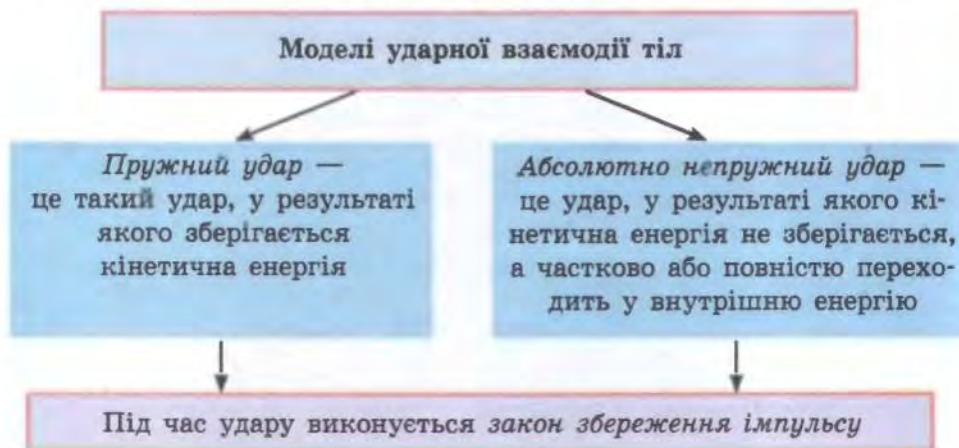 Моделі ударної взаємодії тіл
Пружний удар —
це такий удар, у результаті
якого зберігається
кінетична енергія
Абсолютно непружний удар —
це удар, у результаті якого кі-
нетична енергія не зберігається,
а частково або повністю перехо-
дить у внутрішню енергію
Під час удару виконується закон збереження імпульсу